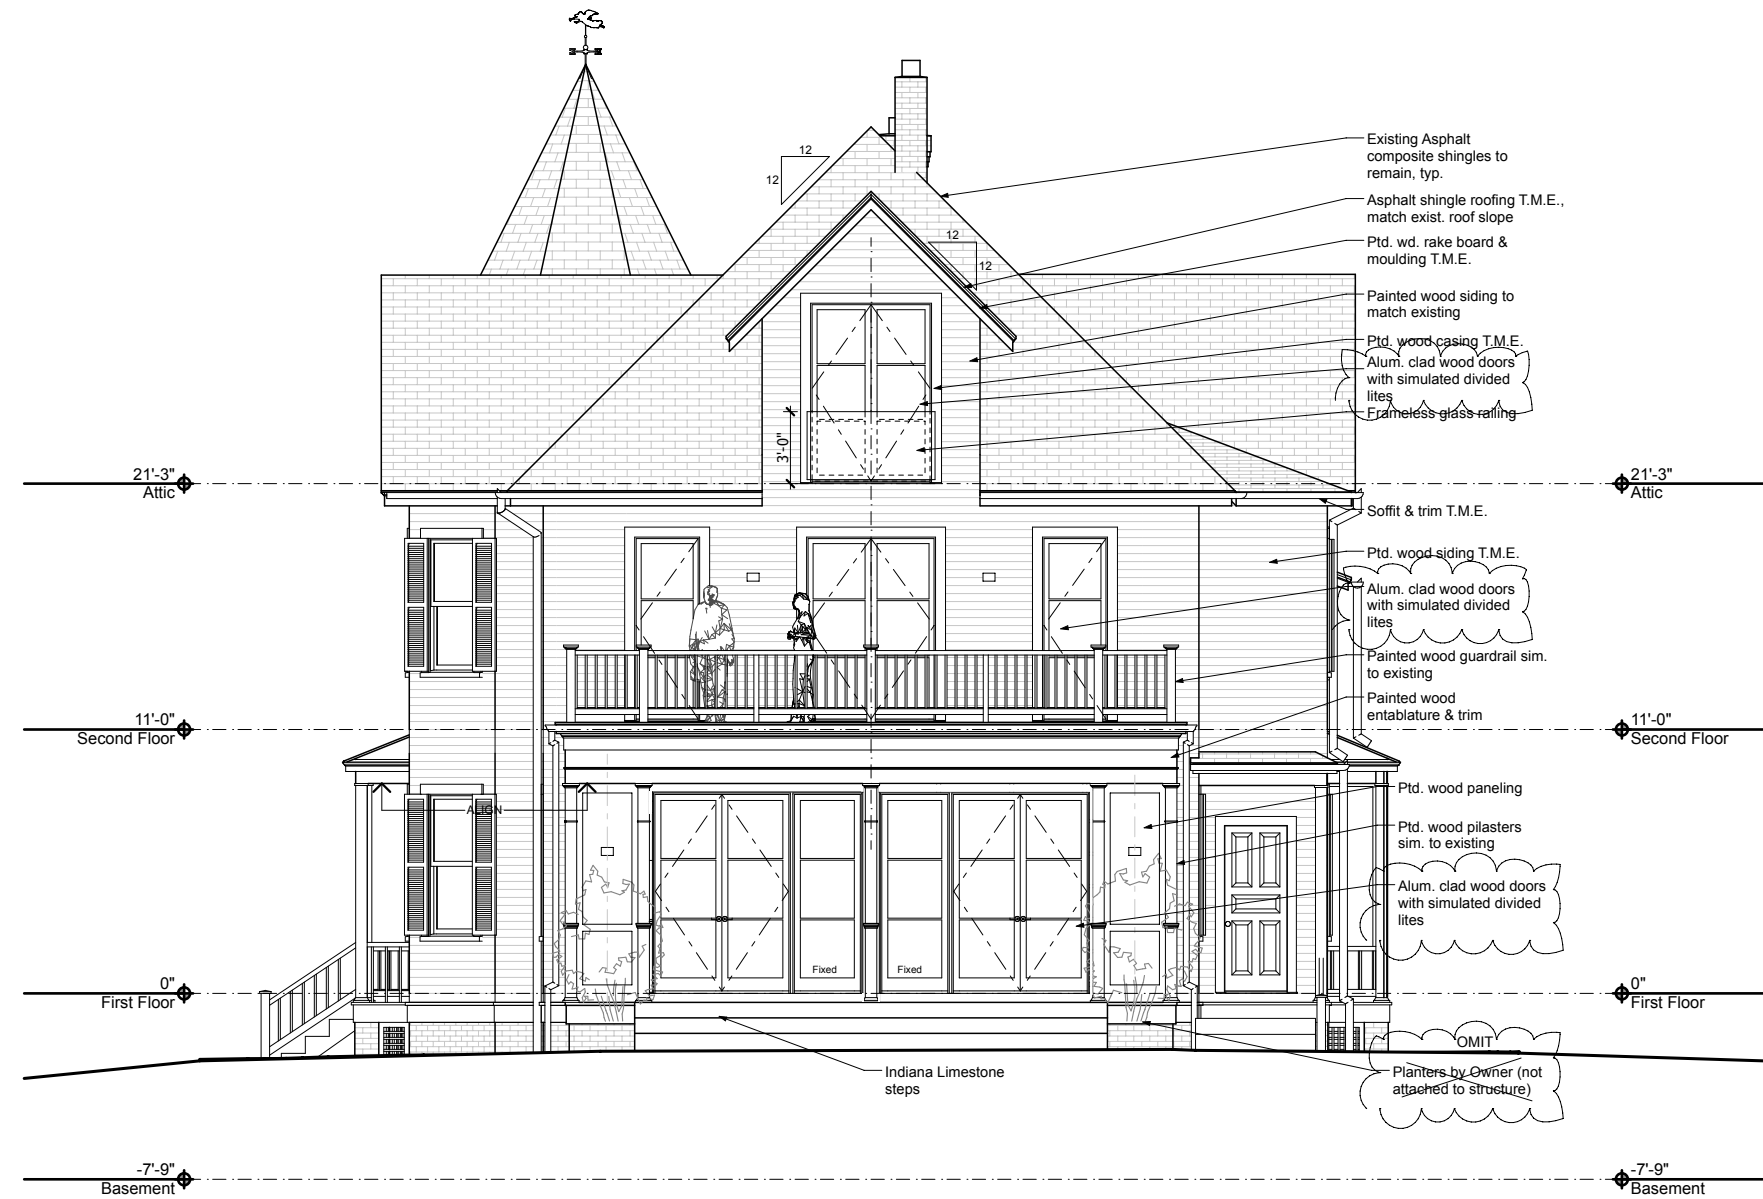 12
12
Existing Asphalt
composite shingles to
remain, typ.
Asphalt shingle roofing T.M.E.,
match exist. roof slope
12
12
Ptd. wd. rake board &
moulding T.M.E.
Painted wood siding to
match existing
Ptd. wood casing T.M.E.
Alum. clad wood doors
with simulated divided
lites
Frameless glass railing
3'-0"
21'-3"
Attic
21'-3"
Attic
Soffit & trim T.M.E.
Ptd. wood siding T.M.E.
Alum. clad wood doors
with simulated divided
lites
Painted wood guardrail sim.
to existing
Painted wood
entablature & trim
11'-0"
Second Floor
11'-0"
Second Floor
ALIGN
Ptd. wood paneling
Ptd. wood pilasters
sim. to existing
Alum. clad wood doors
with simulated divided
lites
Fixed
Fixed
0"
First Floor
0"
First Floor
OMIT
Planters by Owner (not
attached to structure)
Indiana Limestone
steps
-7'-9"
Basement
-7'-9"
Basement